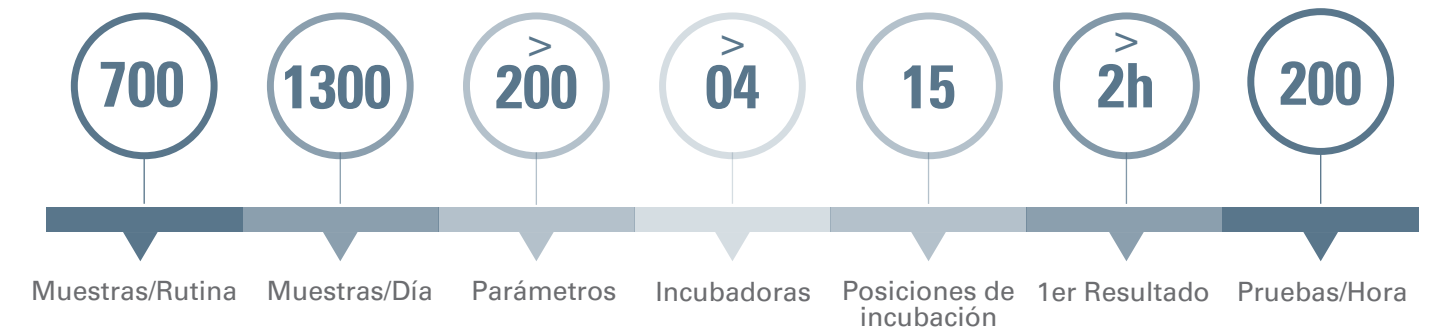 700
1300
>
200
>
04
15
>
2h
200
Muestras/Rutina
Muestras/Día
Parámetros
Incubadoras
Posiciones de
incubación
1er Resultado
Pruebas/Hora